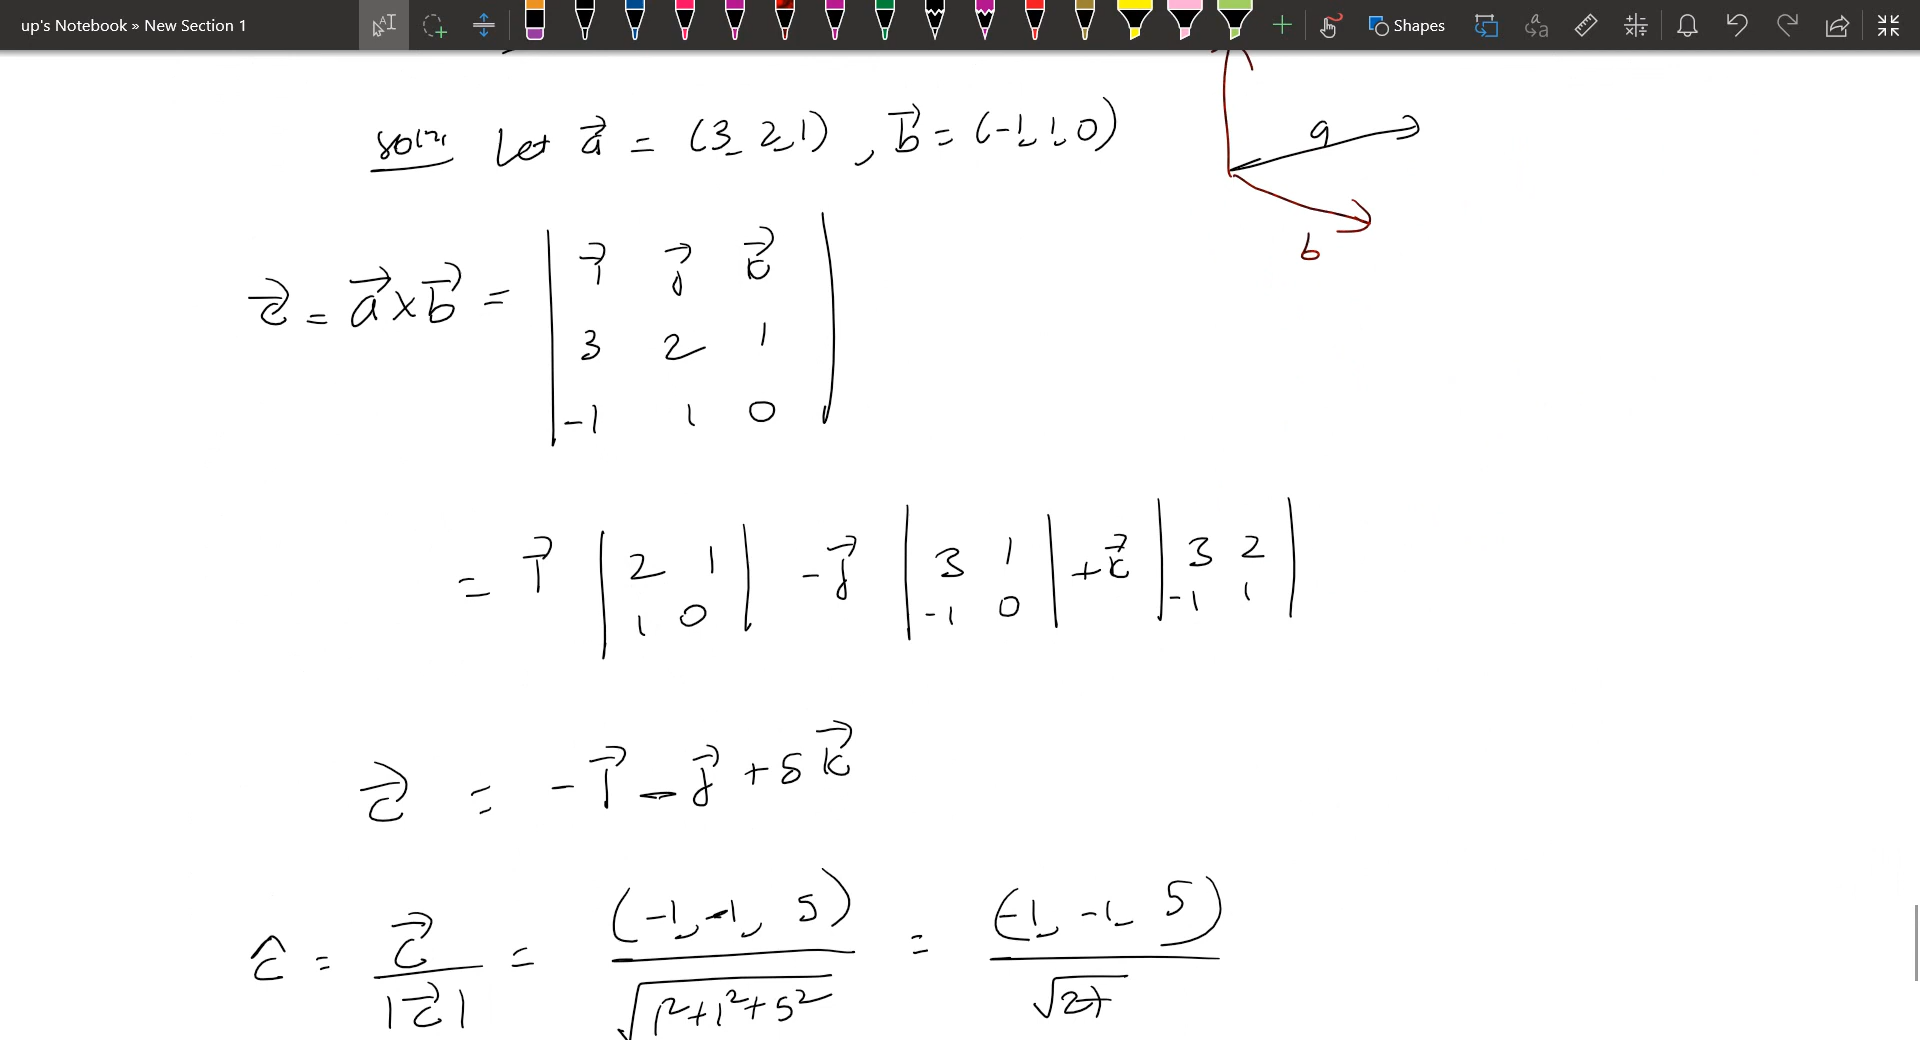 up's Notebook » New Section 1
Shapes
soln Let a⃗ = (3, 2, 1), b⃗ = (-1, 1, 0)
a
b
c⃗ = a⃗ × b⃗ = | i⃗ j⃗ k⃗ |
| 3 2 1 |
| -1 1 0 |
= i⃗ | 2 1 | - j⃗ | 3 1 | + k⃗ | 3 2 |
| 1 0 | | -1 0 | | -1 1 |
c⃗ = - i⃗ - j⃗ + 5 k⃗
ĉ = c⃗ / |c⃗| = (-1, -1, 5) / √(1² + 1² + 5²) = (-1, -1, 5) / √27